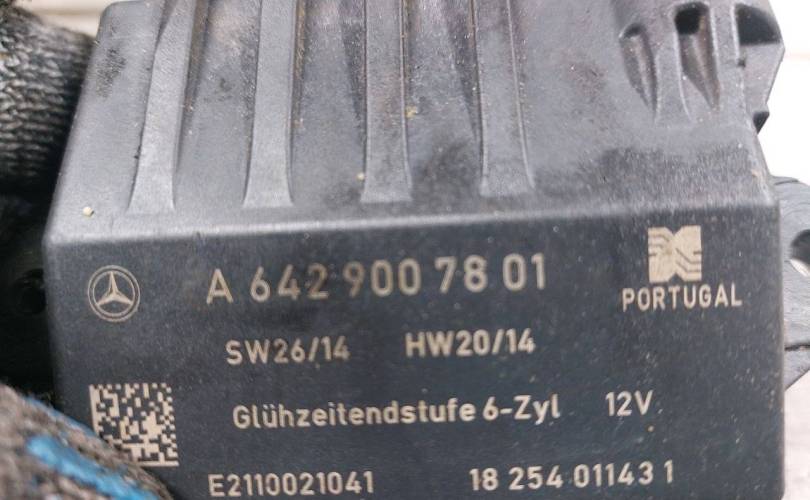 A 642 900 78 01
PORTUGAL
SW26/14 HW20/14
Glühzeitendstufe 6-Zyl 12V
E2110021041 18 254 01143 1